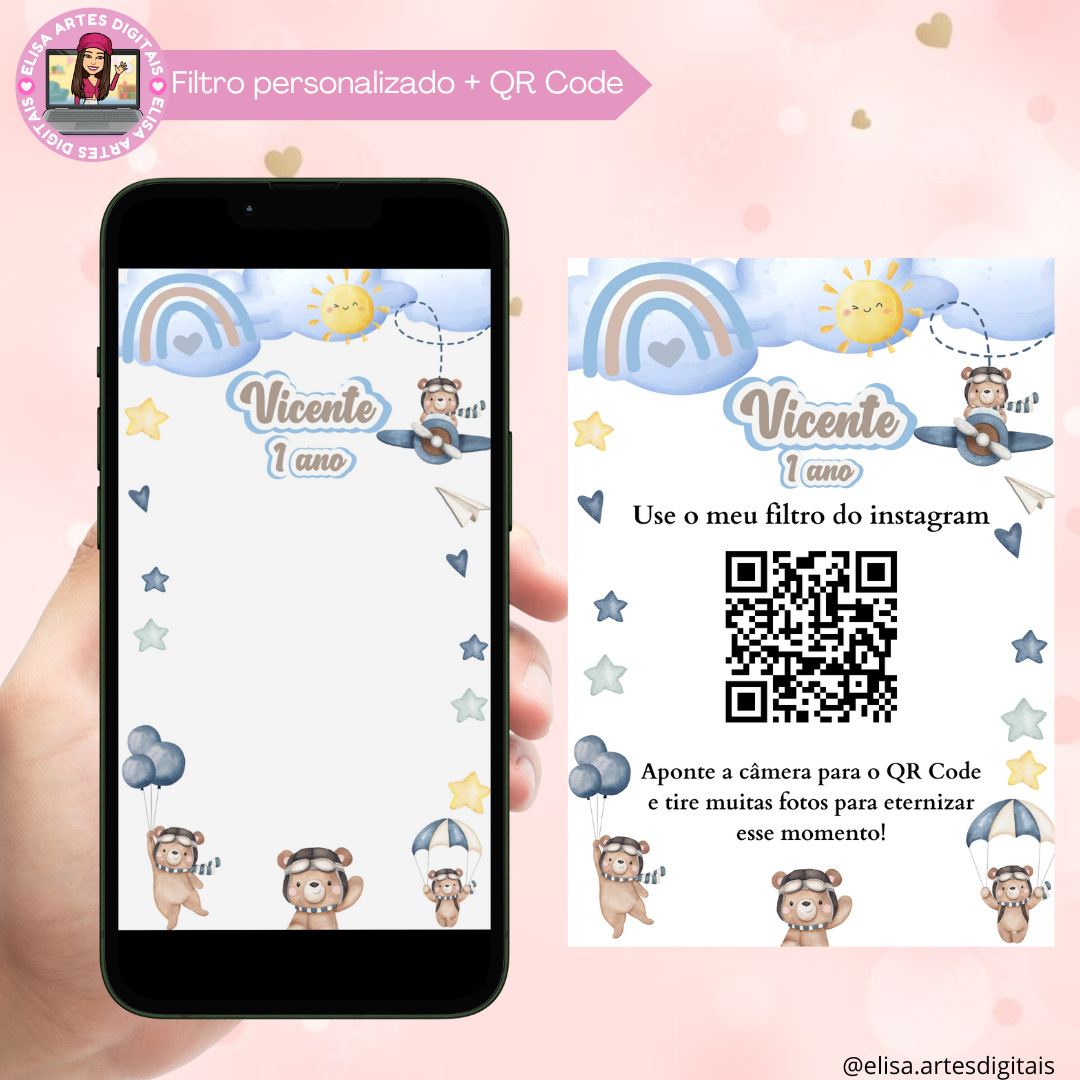 ELISA ARTES DIGITAIS
ELISA ARTES DIGITAIS
Filtro personalizado + QR Code
Vicente
1 ano
Vicente
1 ano
Use o meu filtro do instagram
Aponte a câmera para o QR Code
e tire muitas fotos para eternizar
esse momento!
@elisa.artesdigitais